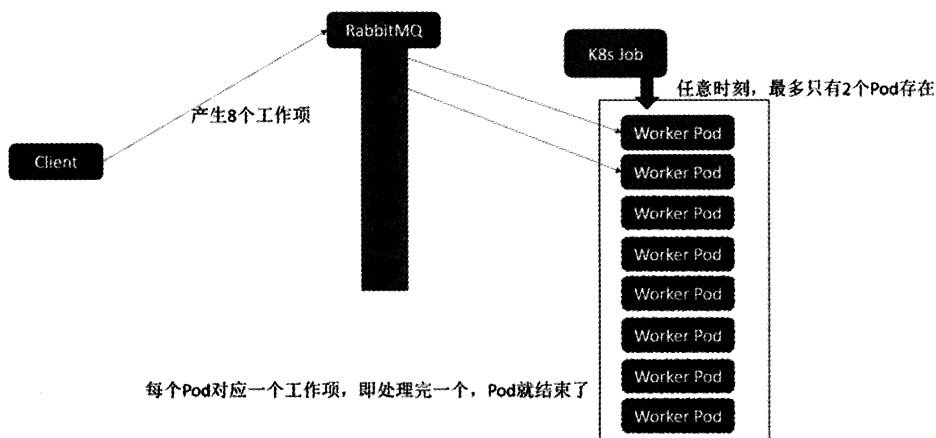 RabbitMQ
K8s Job
任意时刻，最多只有2个Pod存在
产生8个工作项
Client
Worker Pod
Worker Pod
Worker Pod
Worker Pod
Worker Pod
Worker Pod
Worker Pod
Worker Pod
每个Pod对应一个工作项，即处理完一个，Pod就结束了